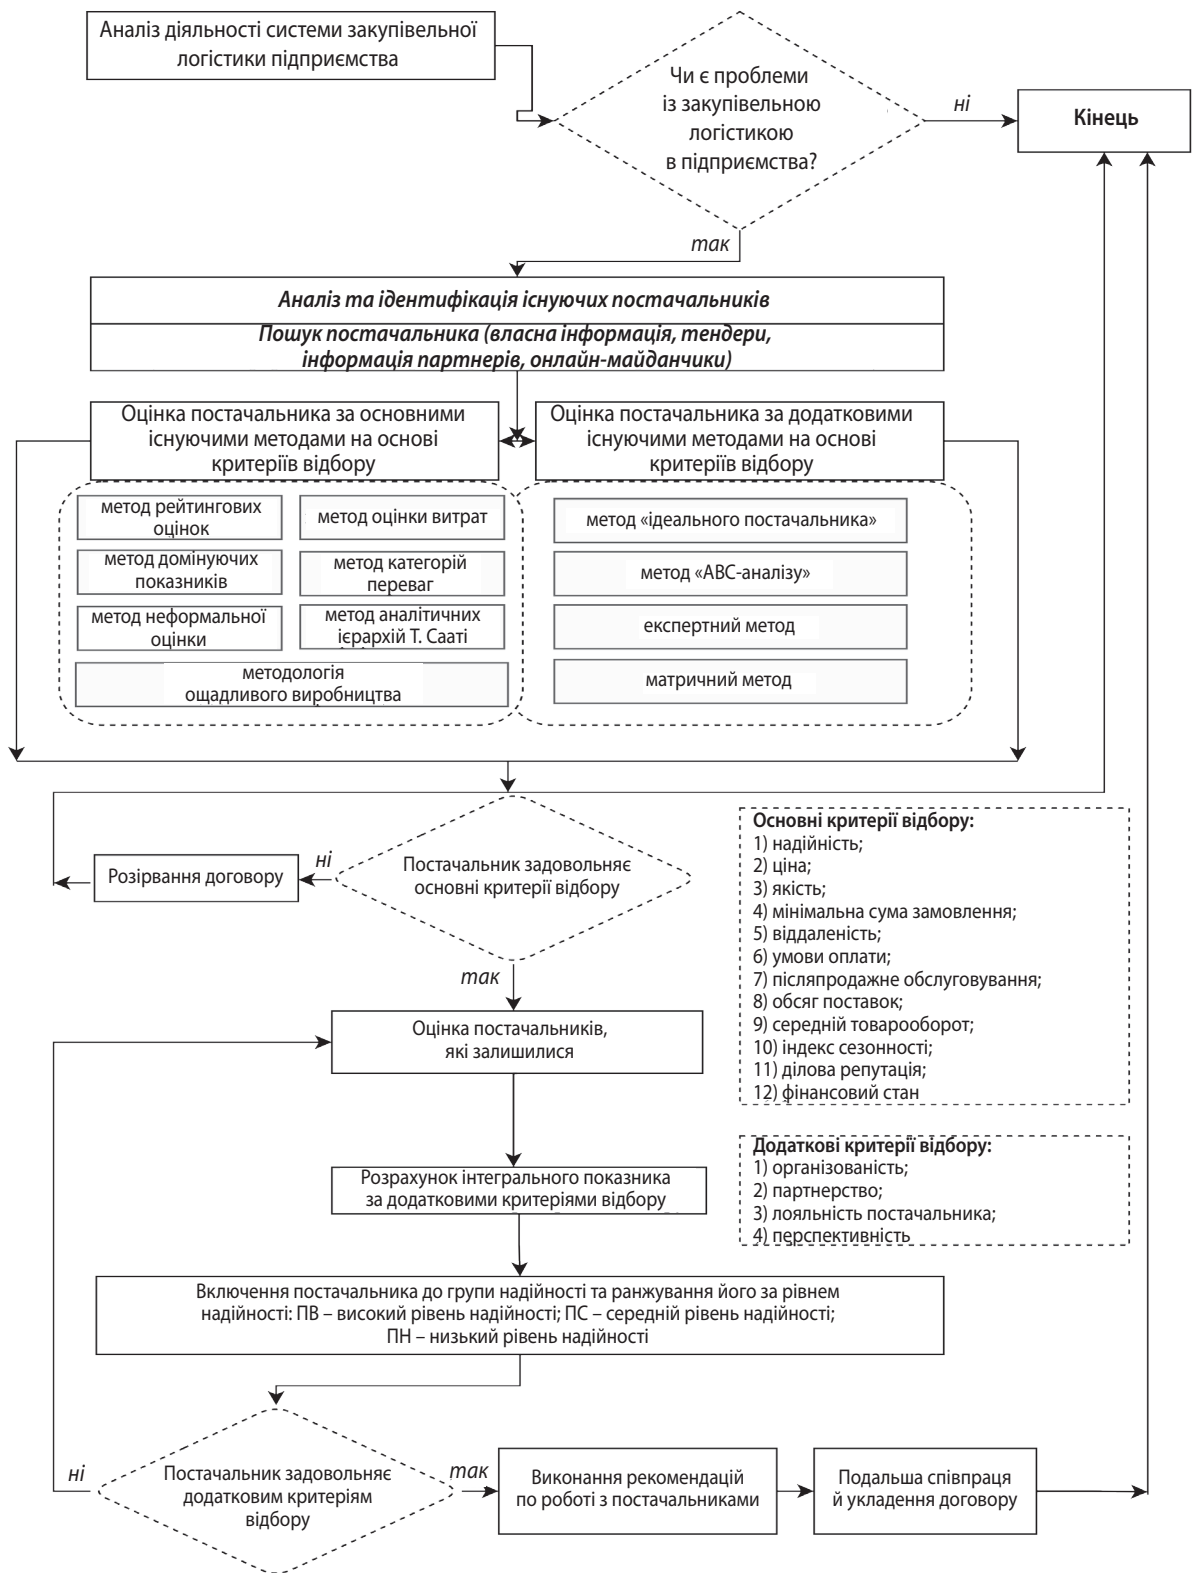 Аналіз діяльності системи закупівельної
логістики підприємства
Чи є проблеми
із закупівельною
логістикою
в підприємства?
ні
Кінець
так
Аналіз та ідентифікація існуючих постачальників
Пошук постачальника (власна інформація, тендери,
інформація партнерів, онлайн-майданчики)
Оцінка постачальника за основними
існуючими методами на основі
критеріїв відбору
Оцінка постачальника за додатковими
існуючими методами на основі
критеріїв відбору
метод рейтингових
оцінок
метод оцінки витрат
метод домінуючих
показників
метод категорій
переваг
метод неформальної
оцінки
метод аналітичних
ієрархій Т. Сааті
методологія
ощадливого виробництва
метод «ідеального постачальника»
метод «АВС-аналізу»
експертний метод
матричний метод
Постачальник задовольняє
основні критерії відбору
ні
Розірвання договору
так
Основні критерії відбору:
1) надійність;
2) ціна;
3) якість;
4) мінімальна сума замовлення;
5) віддаленість;
6) умови оплати;
7) післяпродажне обслуговування;
8) обсяг поставок;
9) середній товарооборот;
10) індекс сезонності;
11) ділова репутація;
12) фінансовий стан
Оцінка постачальників,
які залишилися
Додаткові критерії відбору:
1) організованість;
2) партнерство;
3) лояльність постачальника;
4) перспективність
Розрахунок інтегрального показника
за додатковими критеріями відбору
Включення постачальника до групи надійності та ранжування його за рівнем
надійності: ПВ – високий рівень надійності; ПС – середній рівень надійності;
ПН – низький рівень надійності
ні
Постачальник задовольняє
додатковим критеріям
відбору
так
Виконання рекомендацій
по роботі з постачальниками
Подальша співпраця
й укладення договору